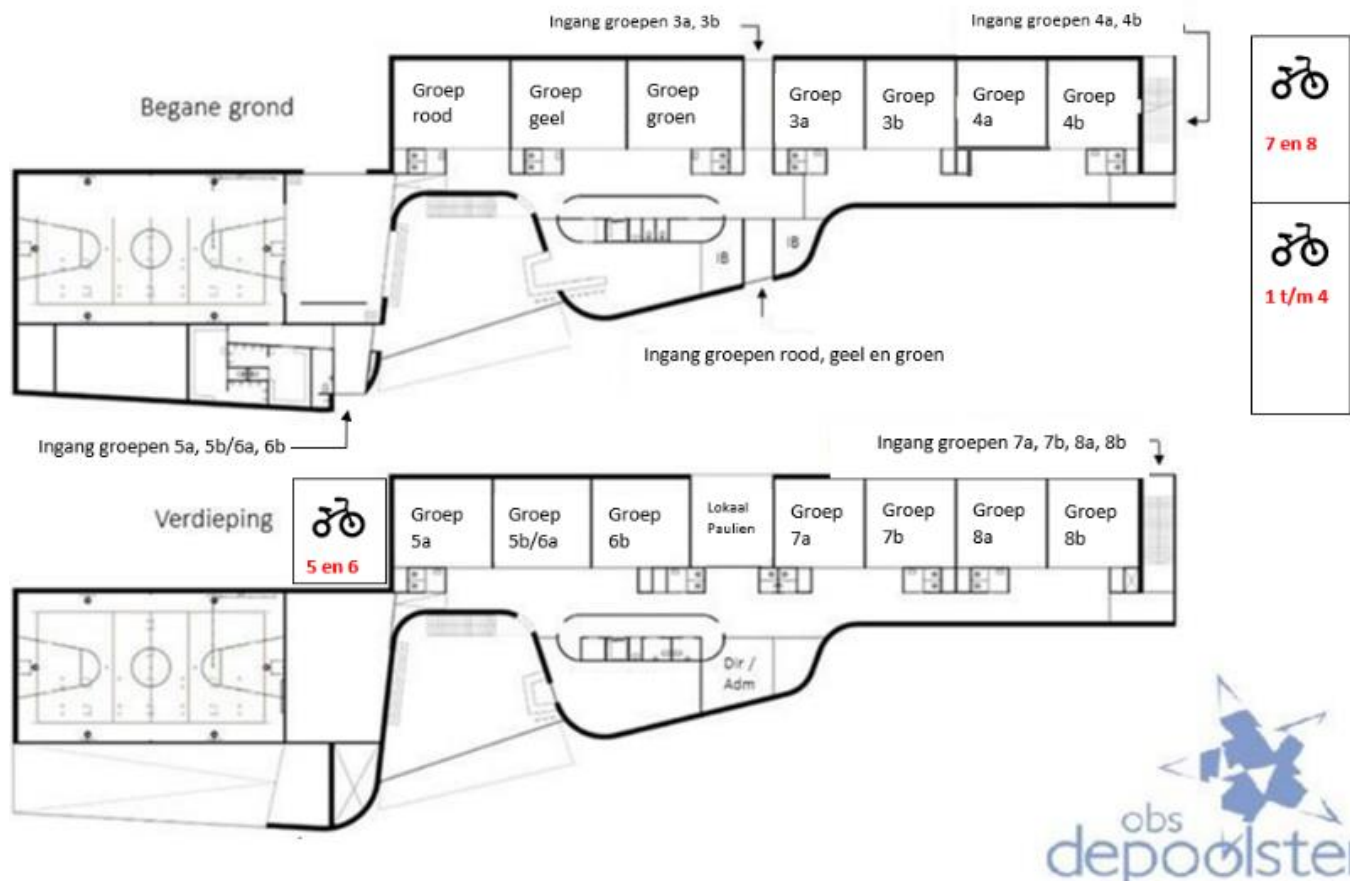 Ingang groepen 3a, 3b
Ingang groepen 4a, 4b
Begane grond
Groep
rood
Groep
geel
Groep
groen
Groep
3a
Groep
3b
Groep
4a
Groep
4b
7 en 8
1 t/m 4
IB
IB
Ingang groepen rood, geel en groen
Ingang groepen 5a, 5b/6a, 6b
Ingang groepen 7a, 7b, 8a, 8b
Verdieping
5 en 6
Groep
5a
Groep
5b/6a
Groep
6b
Lokaal
Paulien
Groep
7a
Groep
7b
Groep
8a
Groep
8b
Dir /
Adm
obs
depoolster